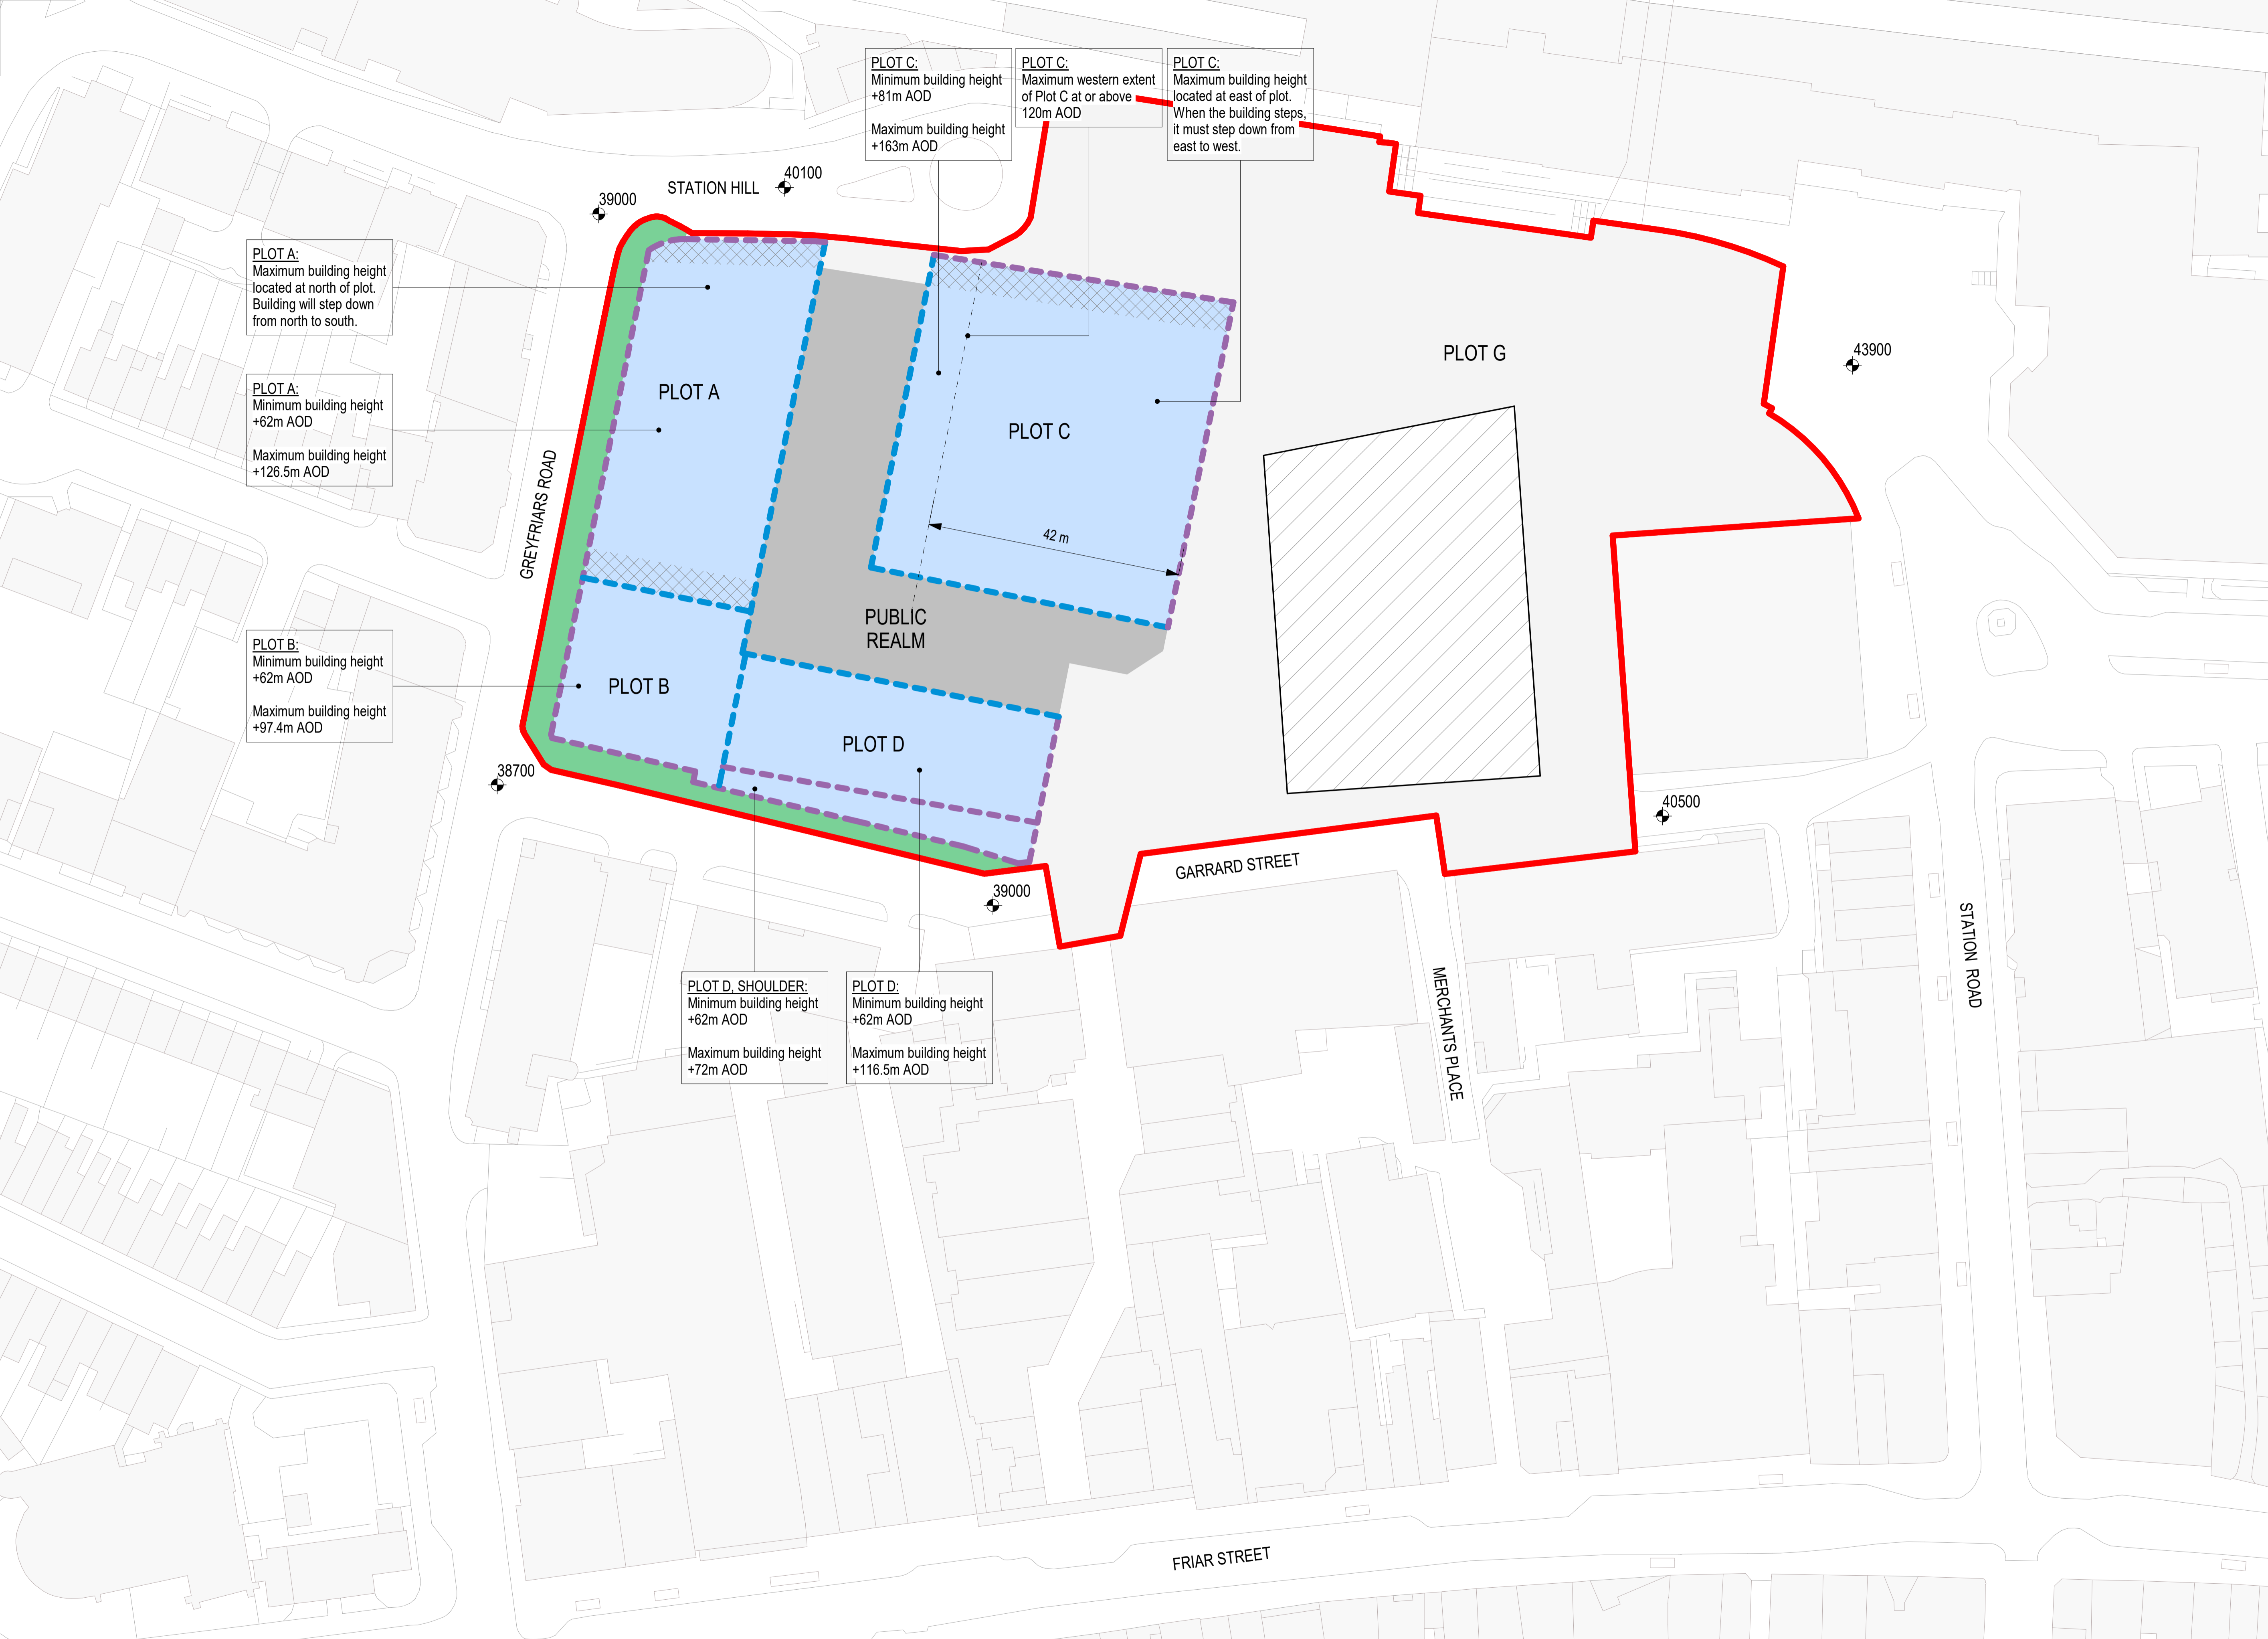 PLOT C:
Minimum building height
+81m AOD
Maximum building height
+163m AOD
PLOT C:
Maximum western extent
of Plot C at or above
120m AOD
PLOT C:
Maximum building height
located at east of plot.
When the building steps,
it must step down from
east to west.
STATION HILL
40100
39000
PLOT A:
Maximum building height
located at north of plot.
Building will step down
from north to south.
PLOT A:
Minimum building height
+62m AOD
Maximum building height
+126.5m AOD
PLOT A
PLOT C
PLOT G
43900
GREYFRIARS ROAD
42 m
PUBLIC
REALM
PLOT B:
Minimum building height
+62m AOD
Maximum building height
+97.4m AOD
PLOT B
PLOT D
38700
40500
GARRARD STREET
39000
STATION ROAD
MERCHANTS PLACE
PLOT D, SHOULDER:
Minimum building height
+62m AOD
Maximum building height
+72m AOD
PLOT D:
Minimum building height
+62m AOD
Maximum building height
+116.5m AOD
FRIAR STREET